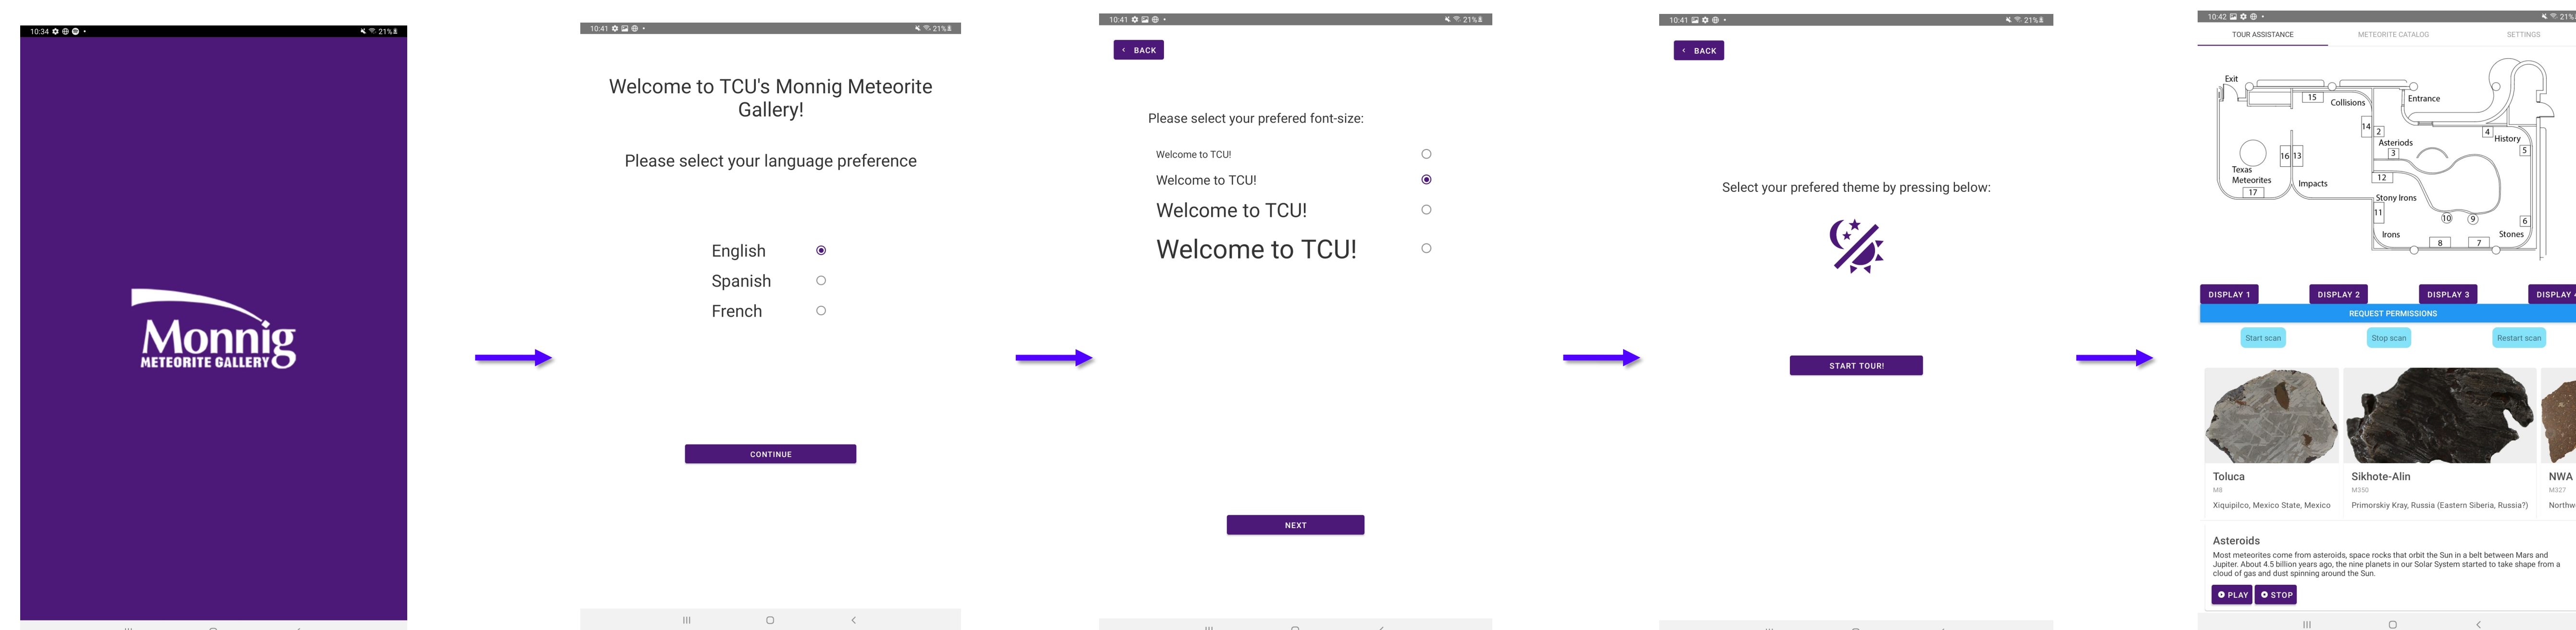 10:34
21%
Monnig
METEORITE GALLERY
10:41
21%
Welcome to TCU's Monnig Meteorite
Gallery!
Please select your language preference
English
Spanish
French
CONTINUE
10:41
21%
BACK
Please select your prefered font-size:
Welcome to TCU!
Welcome to TCU!
Welcome to TCU!
Welcome to TCU!
NEXT
10:41
21%
BACK
Select your prefered theme by pressing below:
START TOUR!
10:42
21%
TOUR ASSISTANCE
METEORITE CATALOG
SETTINGS
Exit
15
Collisions
Entrance
14
2
4
History
Asteriods
3
5
16
13
Texas
Meteorites
12
Impacts
17
Stony Irons
11
10
9
6
Irons
8
7
Stones
DISPLAY 1
DISPLAY 2
DISPLAY 3
DISPLAY 4
REQUEST PERMISSIONS
Start scan
Stop scan
Restart scan
Toluca
M8
Xiquipilco, Mexico State, Mexico
Sikhote-Alin
M350
Primorskiy Kray, Russia (Eastern Siberia, Russia?)
NWA
M327
Northw
Asteroids
Most meteorites come from asteroids, space rocks that orbit the Sun in a belt between Mars and
Jupiter. About 4.5 billion years ago, the nine planets in our Solar System started to take shape from a
cloud of gas and dust spinning around the Sun.
PLAY
STOP